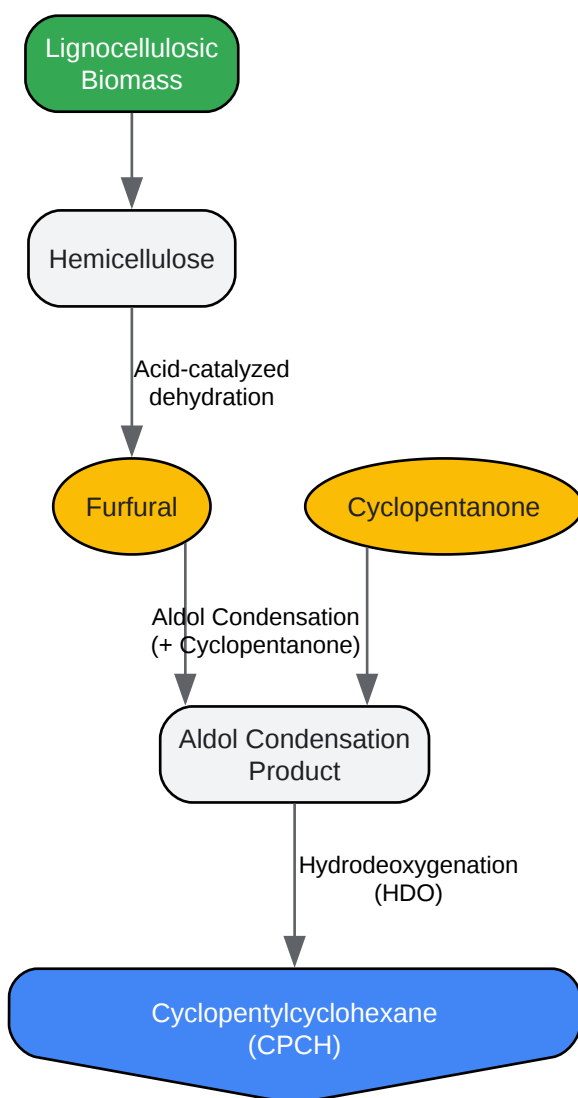 Lignocellulosic
Biomass
Hemicellulose
Acid-catalyzed
dehydration
Furfural
Cyclopentanone
Aldol Condensation
(+ Cyclopentanone)
Aldol Condensation
Product
Hydrodeoxygenation
(HDO)
Cyclopentylcyclohexane
(CPCH)